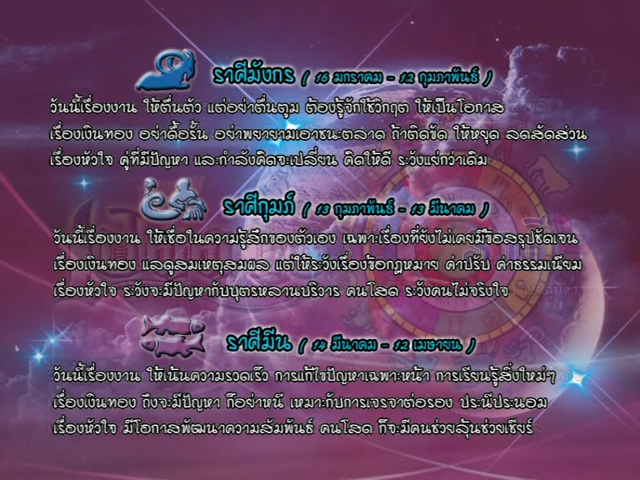 ราศีมังกร ( 16 มกราคม - 12 กุมภาพันธ์ )
วันนี้เรื่องงาน ให้ตื่นตัว แต่อย่าตื่นตูม ต้องรู้จักใช้วิกฤต ให้เป็นโอกาส
เรื่องเงินทอง อย่าดื้อรั้น อย่าพยายามเอาชนะตลาด ถ้าติดขัด ให้หยุด ลดสัดส่วน
เรื่องหัวใจ คู่ที่มีปัญหา และกำลังคิดจะเปลี่ยน คิดให้ดี ระวังแย่กว่าเดิม
ราศีกุมภ์ ( 13 กุมภาพันธ์ - 13 มีนาคม )
วันนี้เรื่องงาน ให้เชื่อในความรู้สึกของตัวเอง เฉพาะเรื่องที่ยังไม่เคยมีข้อสรุปชัดเจน
เรื่องเงินทอง แลดูสมเหตุสมผล แต่ให้ระวังเรื่องข้อกฎหมาย ค่าปรับ ค่าธรรมเนียม
เรื่องหัวใจ ระวังจะมีปัญหากับบุตรหลานบริวาร คนโสด ระวังคนไม่จริงใจ
ราศีมีน ( 14 มีนาคม - 12 เมษายน )
วันนี้เรื่องงาน ให้เน้นความรวดเร็ว การแก้ไขปัญหาเฉพาะหน้า การเรียนรู้สิ่งใหม่ๆ
เรื่องเงินทอง ถึงจะมีปัญหา ก็อย่าหนี เหมาะกับการเจรจาต่อรอง ประนีประนอม
เรื่องหัวใจ มีโอกาสพัฒนาความสัมพันธ์ คนโสด ก็จะมีคนช่วยลุ้นช่วยเชียร์